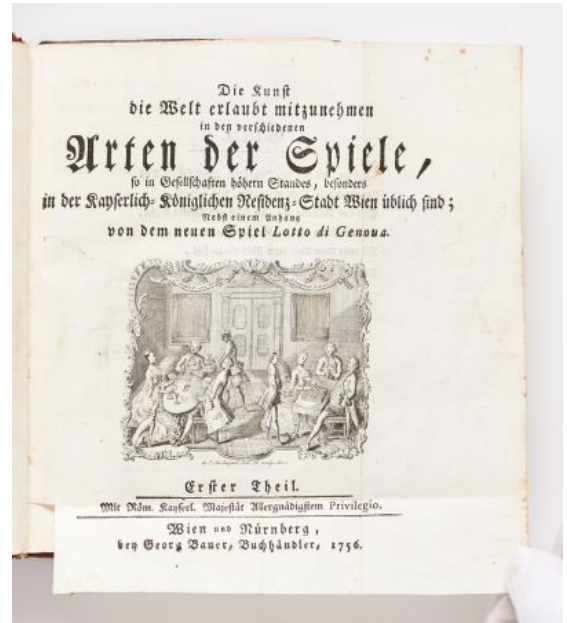 Die Kunst
die Welt erlaubt mitzunehmen
in den verschiedenen
Arten der Spiele,
so in Gesellschaften höhern Standes, besonders
in der Kayserlich-Königlichen Residenz-Stadt Wien üblich sind;
Nebst einem Anhang
von dem neuen Spiel Lotto di Genova.
Erster Theil.
Mit Röm. Kayserl. Majestät Allergnädigstem Privilegio.
Wien und Nürnberg,
bey Georg Bauer, Buchhändler, 1756.